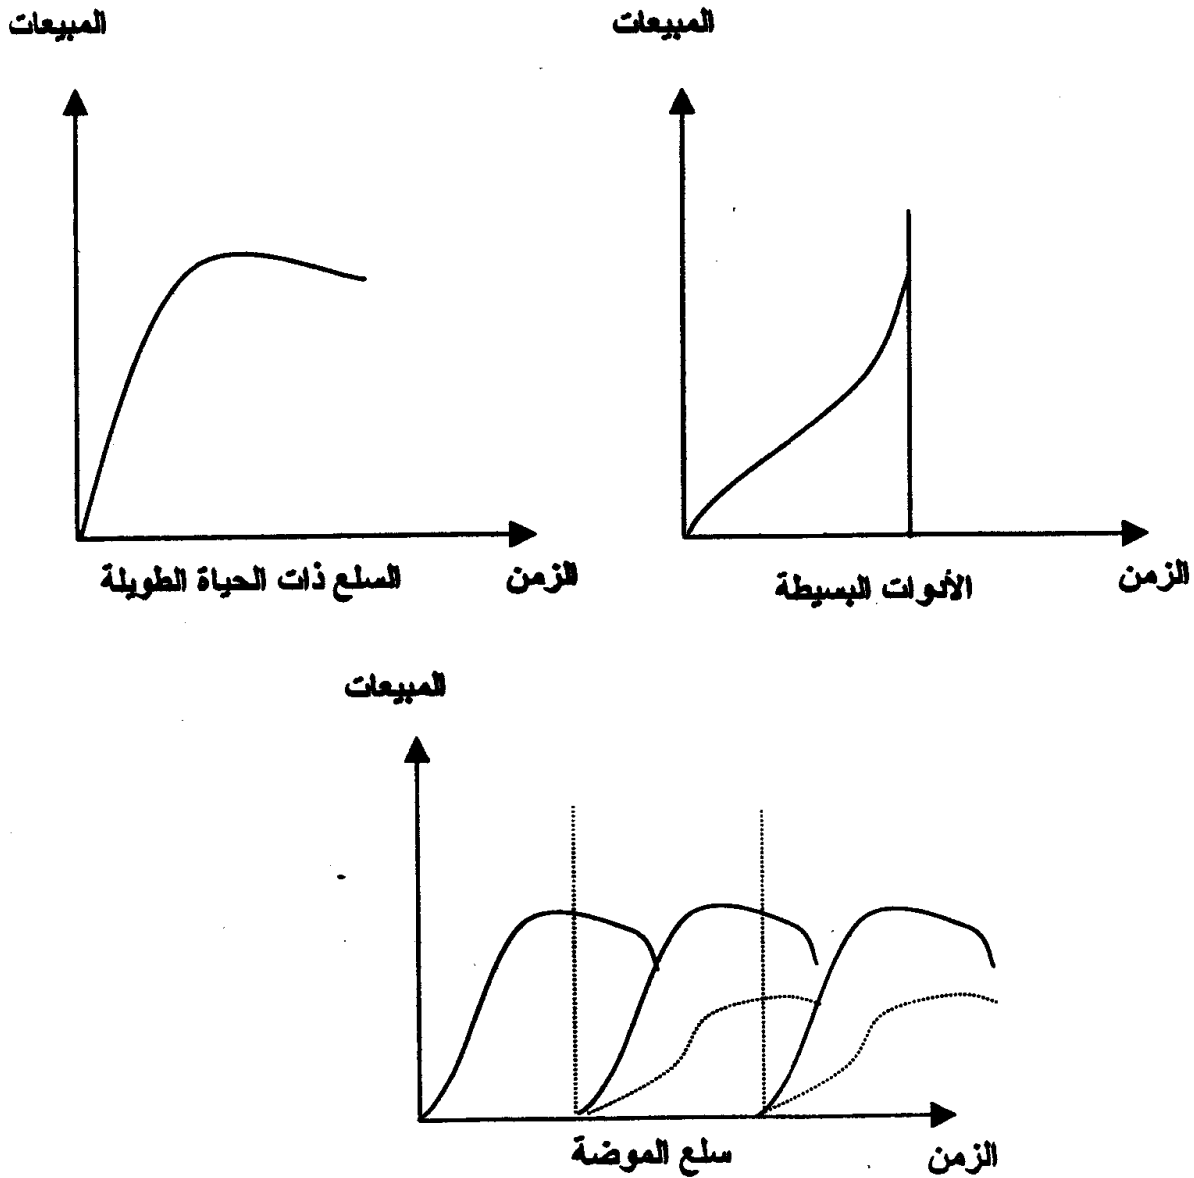 المبيعات
المبيعات
السلع ذات الحياة الطويلة
الزمن
الأدوات البسيطة
الزمن
المبيعات
سلع الموضة
الزمن